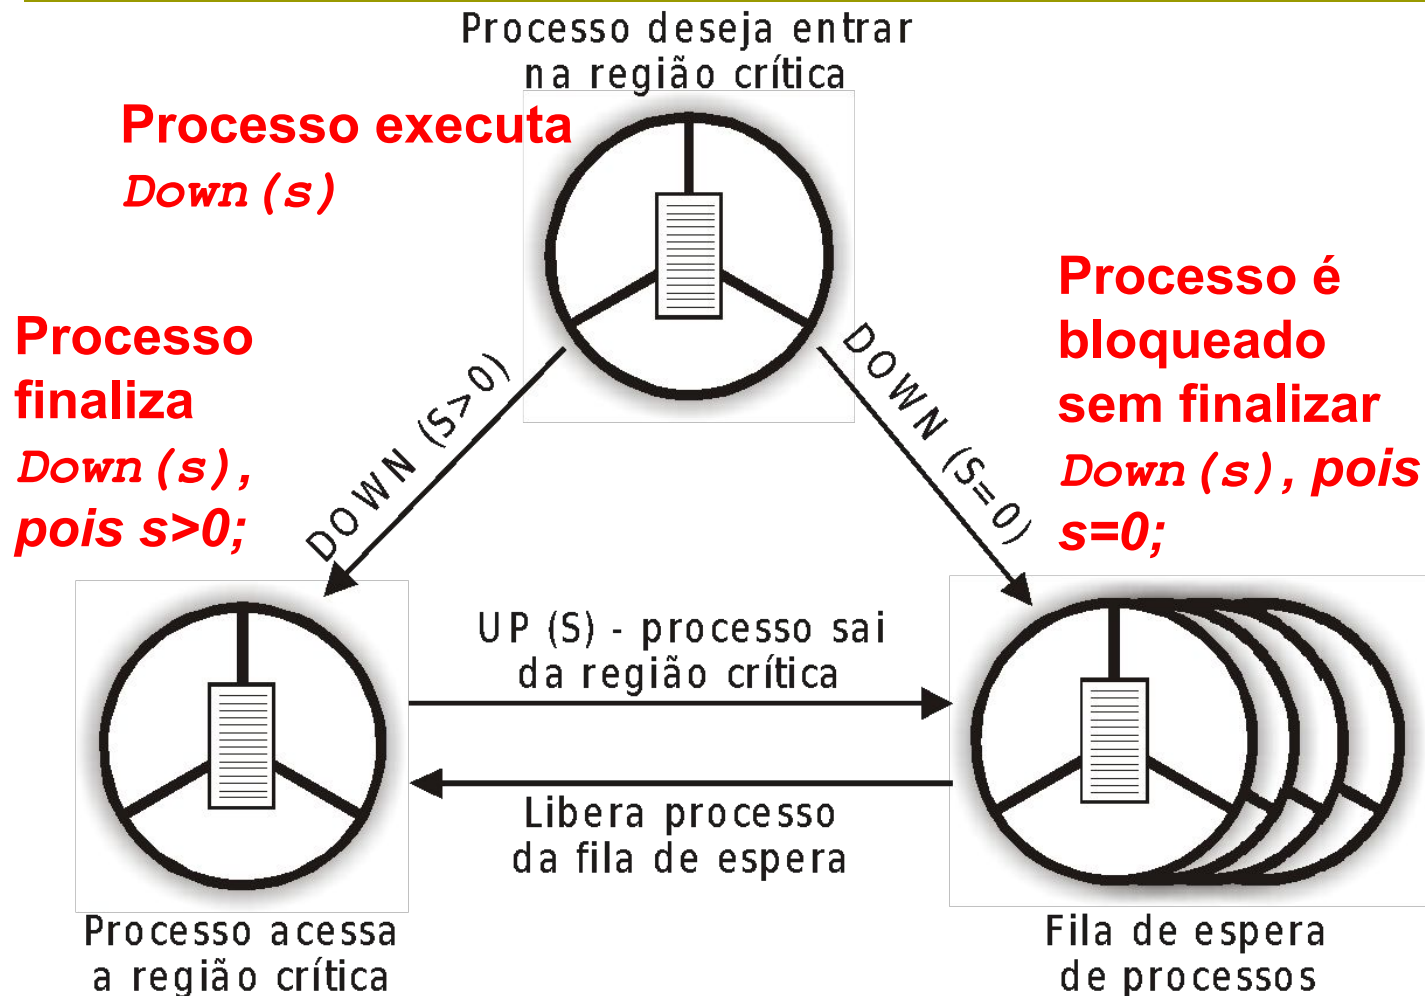 Processo deseja entrar
na região crítica
Processo executa
Down(s)
Processo
finaliza
Down(s),
pois s>0;
DOWN (S>0)
DOWN (S=0)
Processo é
bloqueado
sem finalizar
Down(s), pois
s=0;
UP (S) - processo sai
da região crítica
Libera processo
da fila de espera
Processo acessa
a região crítica
Fila de espera
de processos